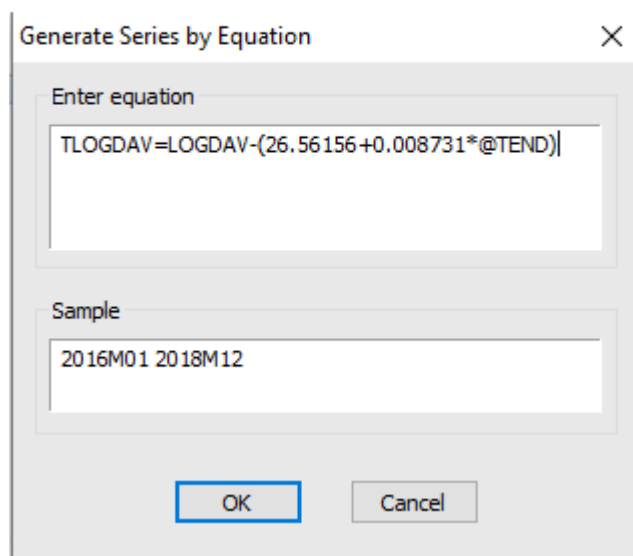 Generate Series by Equation
Enter equation
TLOGDAV=LOGDAV-(26.56156+0.008731*@TEND)
Sample
2016M01 2018M12
OK
Cancel